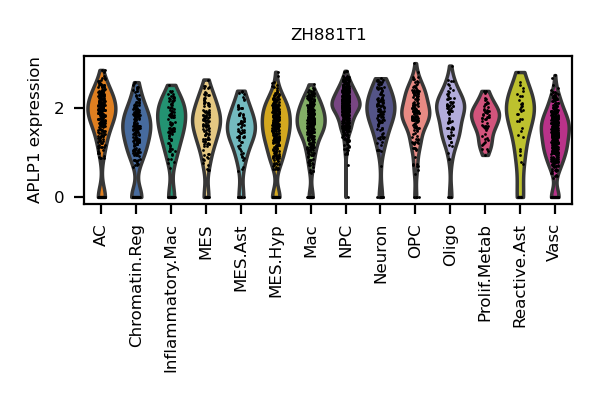 ZH881T1
APLP1 expression
2
0
AC
Chromatin.Reg
Inflammatory.Mac
MES
MES.Ast
MES.Hyp
Mac
NPC
Neuron
OPC
Oligo
Prolif.Metab
Reactive.Ast
Vasc